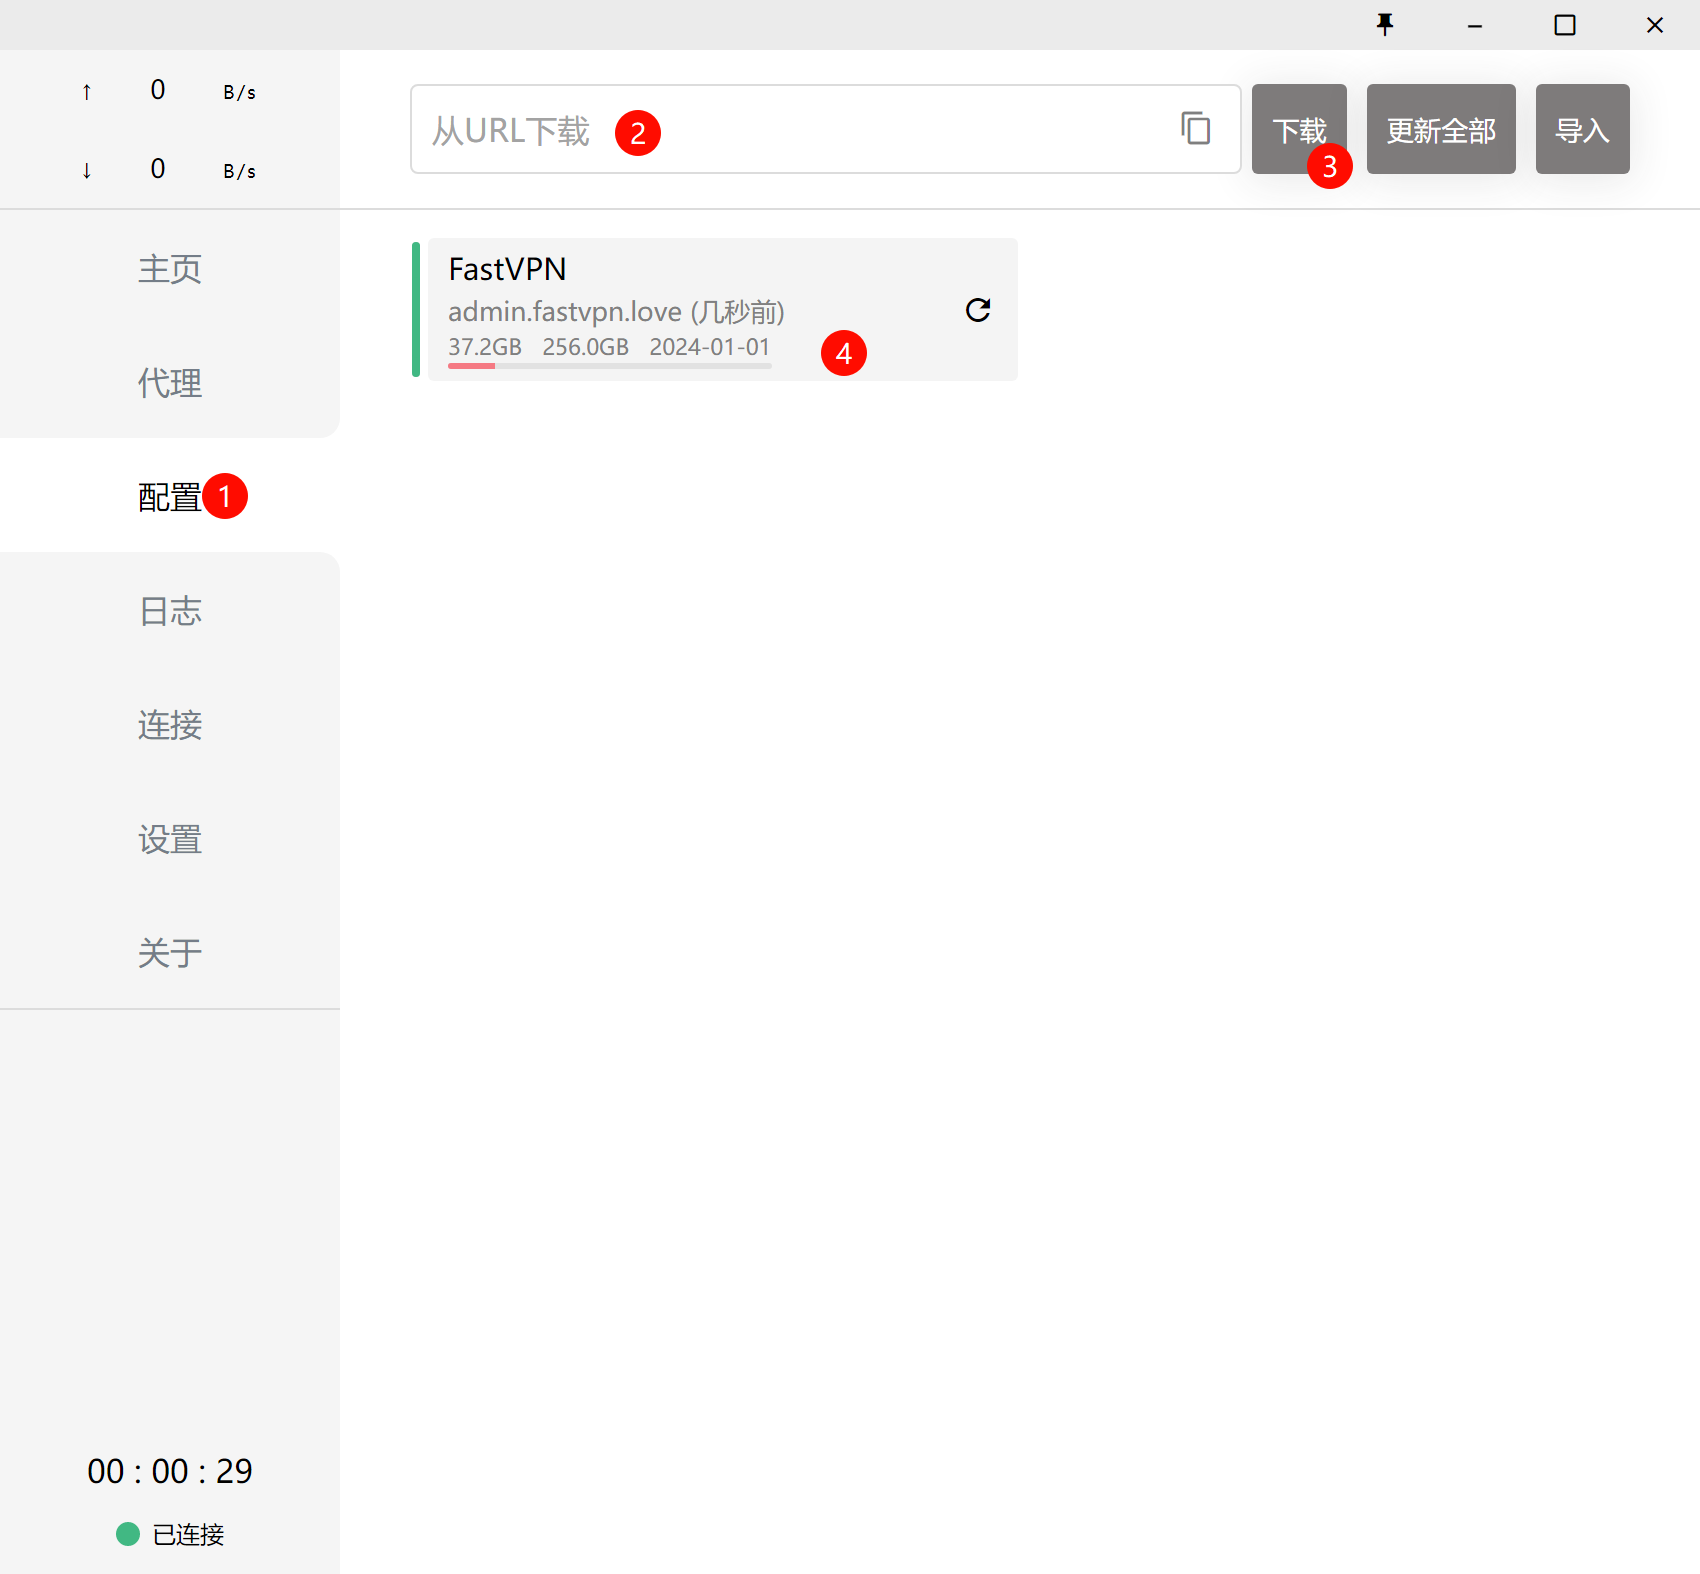 ↑ 0 B/s
↓ 0 B/s
从URL下载 2
下载 3
更新全部
导入
主页
代理
配置 1
日志
连接
设置
关于
FastVPN
admin.fastvpn.love (几秒前)
37.2GB 256.0GB 2024-01-01 4
00 : 00 : 29
已连接